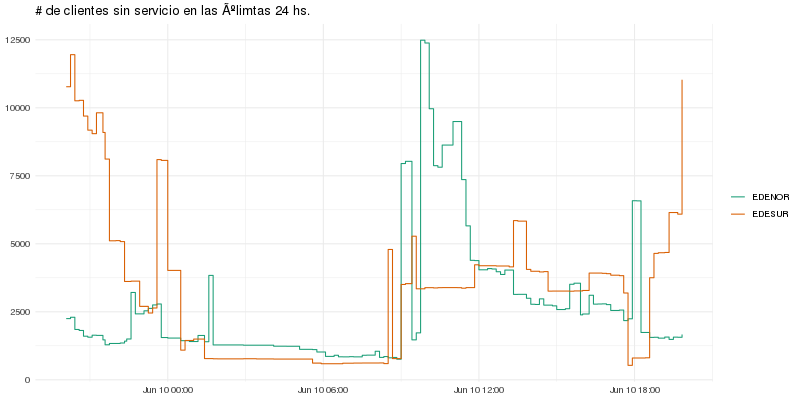 # de clientes sin servicio en las Ãºlimtas 24 hs.
12500
10000
7500
5000
2500
0
Jun 10 00:00
Jun 10 06:00
Jun 10 12:00
Jun 10 18:00
EDENOR
EDESUR